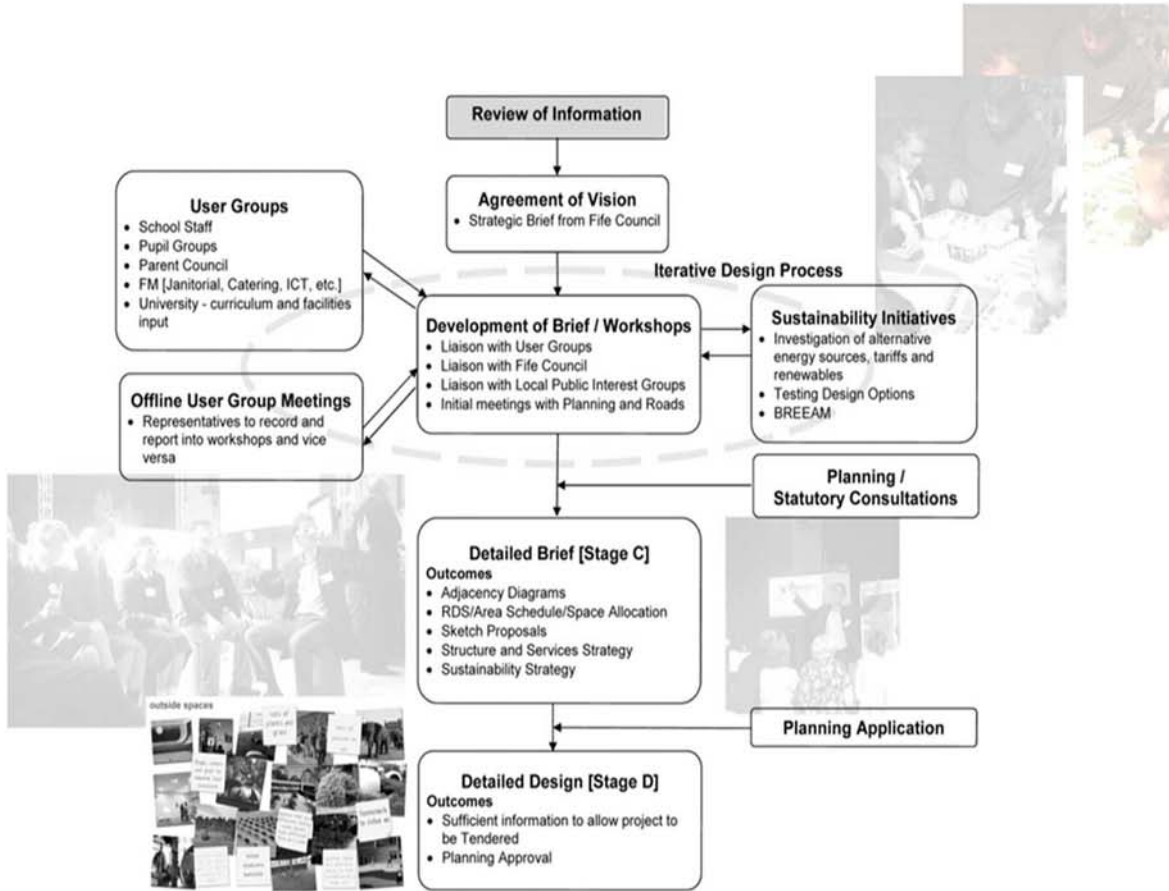 Review of Information
Agreement of Vision
• Strategic Brief from Fife Council
User Groups
• School Staff
• Pupil Groups
• Parent Council
• FM [Janitorial, Catering, ICT, etc.]
• University - curriculum and facilities
input
Iterative Design Process
Development of Brief / Workshops
• Liaison with User Groups
• Liaison with Fife Council
• Liaison with Local Public Interest Groups
• Initial meetings with Planning and Roads
Sustainability Initiatives
• Investigation of alternative
energy sources, tariffs and
renewables
• Testing Design Options
• BREEAM
Offline User Group Meetings
• Representatives to record and
report into workshops and vice
versa
Planning /
Statutory Consultations
Detailed Brief [Stage C]
Outcomes
• Adjacency Diagrams
• RDS/Area Schedule/Space Allocation
• Sketch Proposals
• Structure and Services Strategy
• Sustainability Strategy
outside spaces
Planning Application
Detailed Design [Stage D]
Outcomes
• Sufficient information to allow project to
be Tendered
• Planning Approval